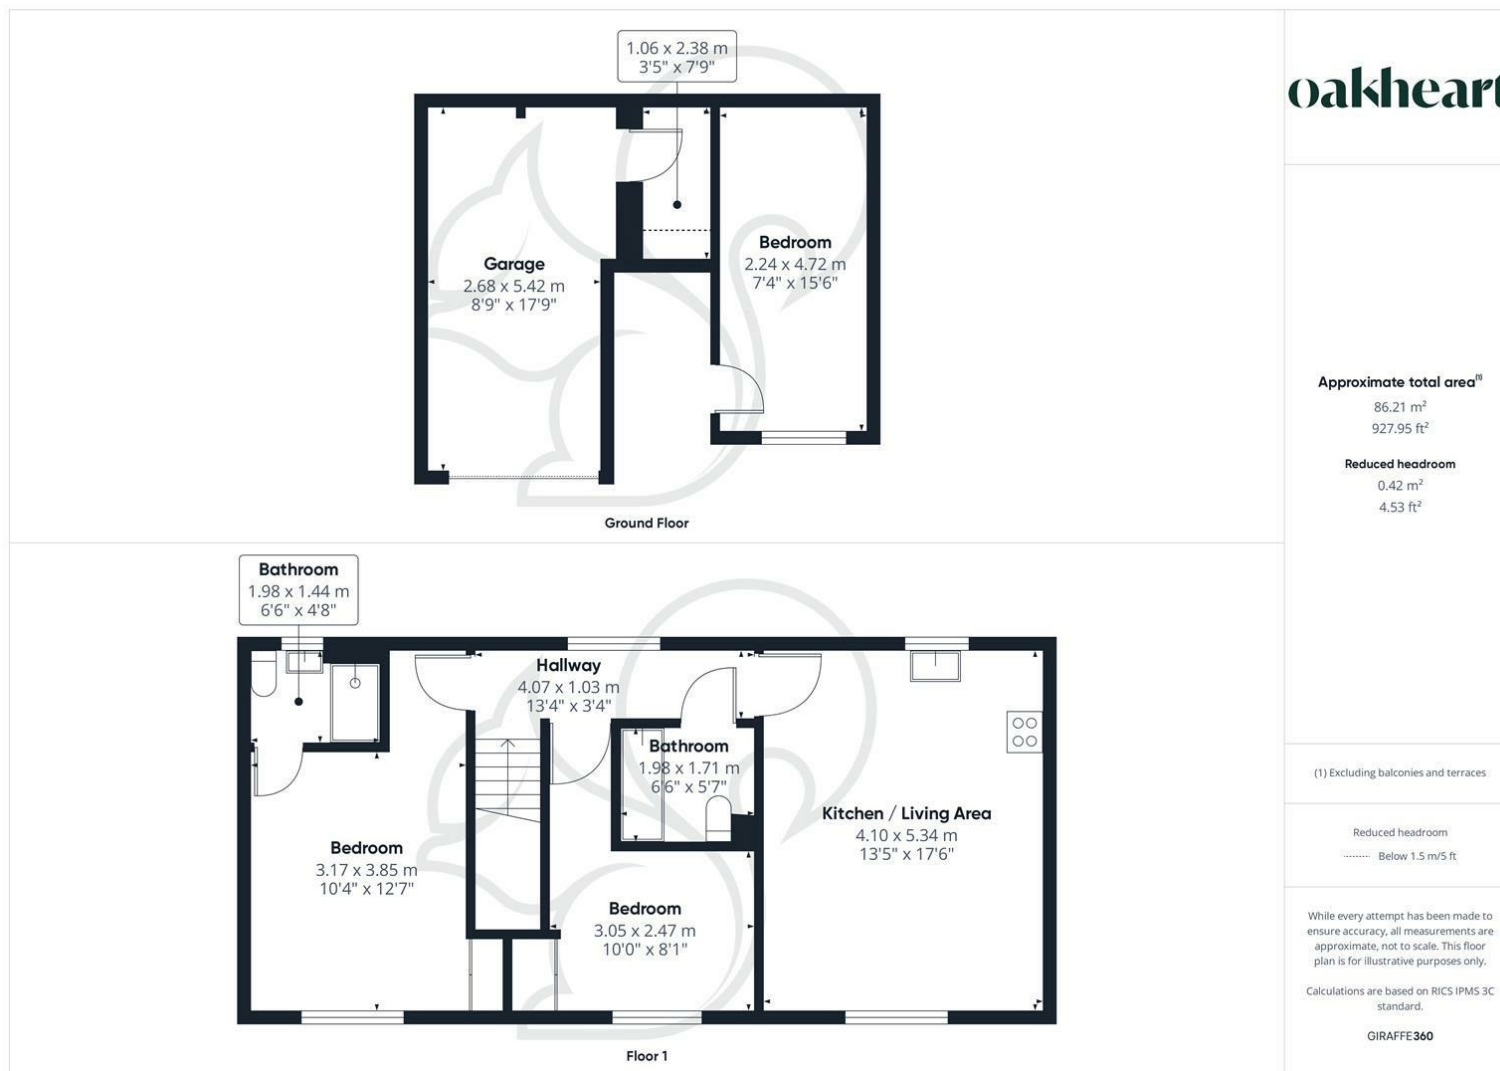 1.06 x 2.38 m
3'5" x 7'9"
Garage
2.68 x 5.42 m
8'9" x 17'9"
Bedroom
2.24 x 4.72 m
7'4" x 15'6"
Ground Floor
Bathroom
1.98 x 1.44 m
6'6" x 4'8"
Hallway
4.07 x 1.03 m
13'4" x 3'4"
Bathroom
1.98 x 1.71 m
6'6" x 5'7"
Kitchen / Living Area
4.10 x 5.34 m
13'5" x 17'6"
Bedroom
3.17 x 3.85 m
10'4" x 12'7"
Bedroom
3.05 x 2.47 m
10'0" x 8'1"
Floor 1
oakheart
Approximate total area(1)
86.21 m²
927.95 ft²
Reduced headroom
0.42 m²
4.53 ft²
(1) Excluding balconies and terraces
Reduced headroom
Below 1.5 m/5 ft
While every attempt has been made to
ensure accuracy, all measurements are
approximate, not to scale. This floor
plan is for illustrative purposes only.
Calculations are based on RICS IPMS 3C
standard.
GIRAFFE360